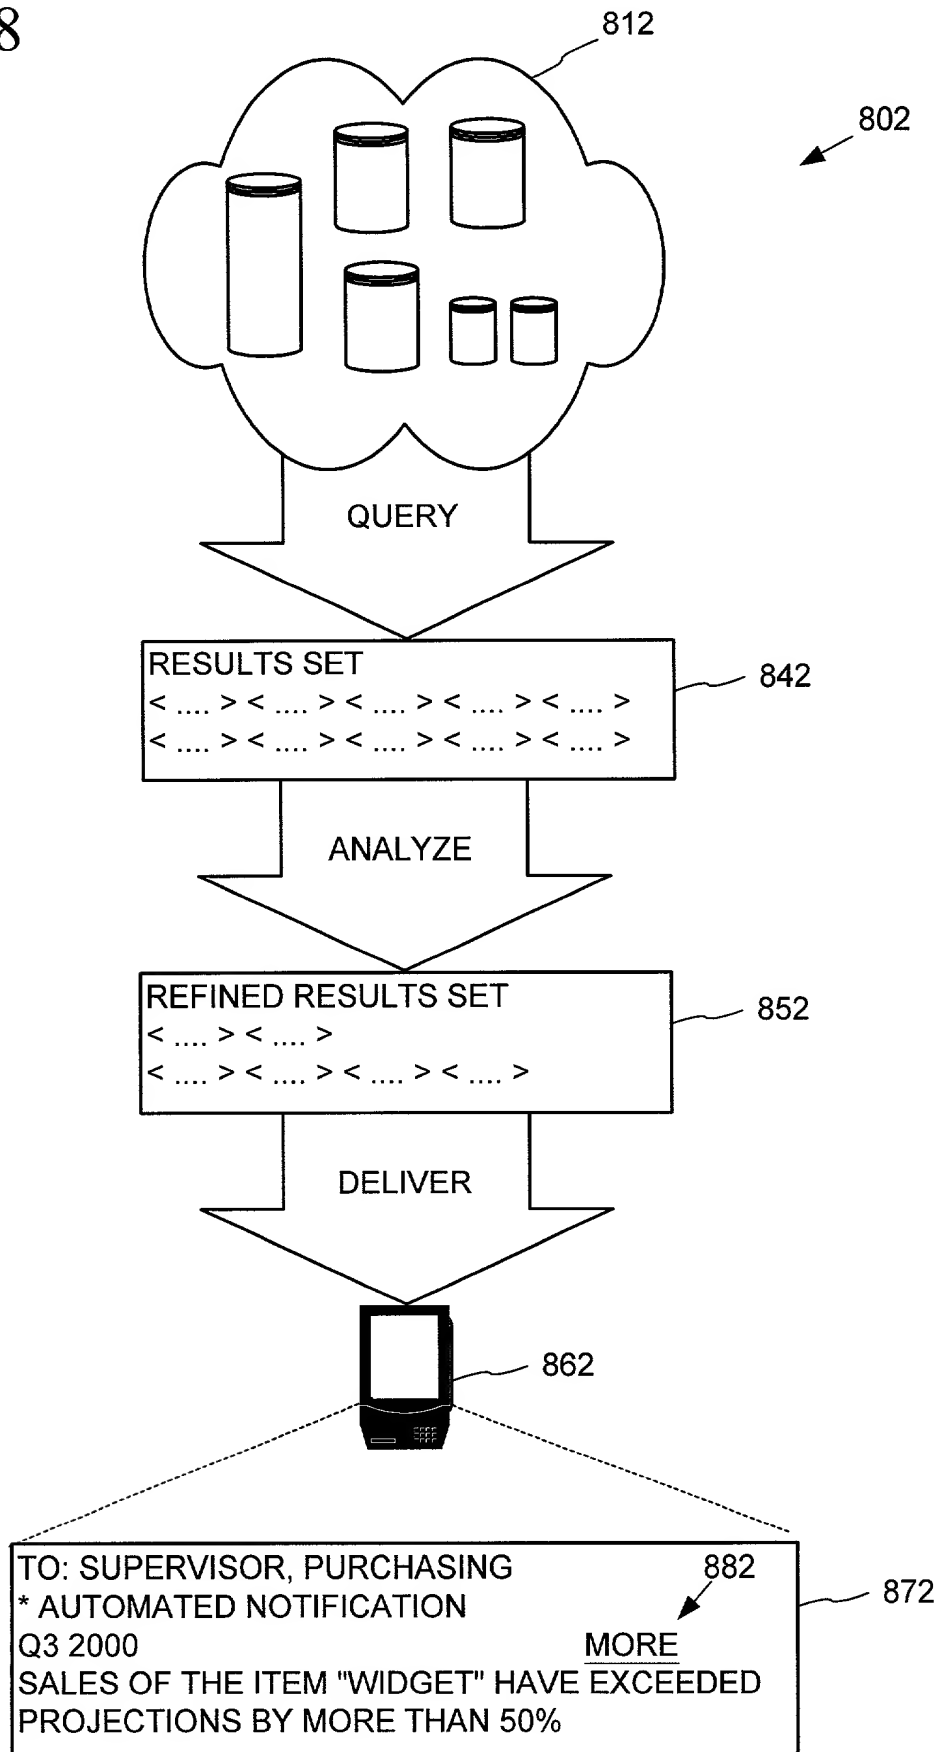 8
812
802
QUERY
RESULTS SET
842
< .... > < .... > < .... > < .... > < .... >
< .... > < .... > < .... > < .... > < .... >
ANALYZE
REFINED RESULTS SET
852
< .... > < .... >
< .... > < .... > < .... > < .... >
DELIVER
862
TO: SUPERVISOR, PURCHASING
882
872
* AUTOMATED NOTIFICATION
Q3 2000 MORE
SALES OF THE ITEM "WIDGET" HAVE EXCEEDED
PROJECTIONS BY MORE THAN 50%